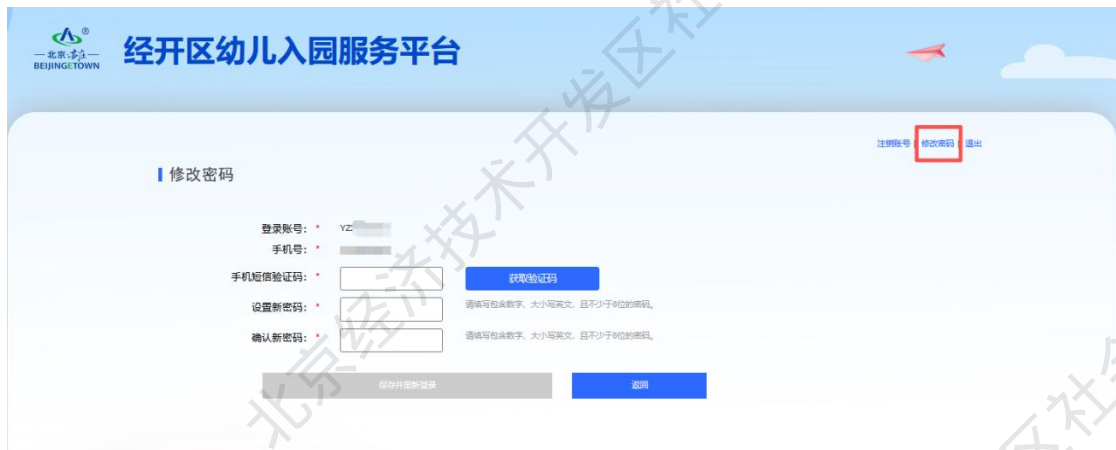 北京·亦庄
BEIJINGETOWN
经开区幼儿入园服务平台
注销账号 | 修改密码 | 退出
修改密码
登录账号： * YZ
手机号： *
手机短信验证码： * 获取验证码
设置新密码： * 请填写包含数字、大小写英文，且不少于8位的密码。
确认新密码： * 请填写包含数字、大小写英文，且不少于8位的密码。
保存并重新登录 返回
北京经济技术开发区社
区社会